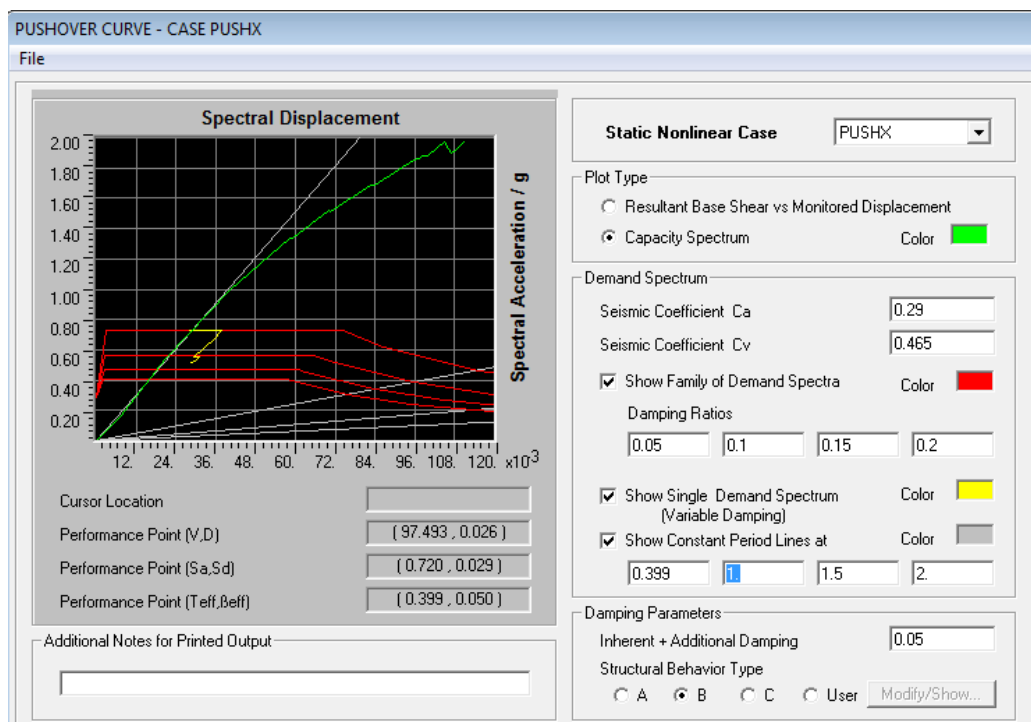 PUSHOVER CURVE - CASE PUSHX
File
Spectral Displacement
2.00
1.80
1.60
1.40
1.20
1.00
0.80
0.60
0.40
0.20
12. 24. 36. 48. 60. 72. 84. 96. 108. 120. x10-3
Spectral Acceleration / g
Cursor Location
Performance Point (V,D) ( 97.493 , 0.026 )
Performance Point (Sa,Sd) ( 0.720 , 0.029 )
Performance Point (Teff,βeff) ( 0.399 , 0.050 )
Additional Notes for Printed Output
Static Nonlinear Case PUSHX
Plot Type
Resultant Base Shear vs Monitored Displacement
Capacity Spectrum Color
Demand Spectrum
Seismic Coefficient Ca 0.29
Seismic Coefficient Cv 0.465
Show Family of Demand Spectra Color
Damping Ratios
0.05 0.1 0.15 0.2
Show Single Demand Spectrum Color
(Variable Damping)
Show Constant Period Lines at Color
0.399 1. 1.5 2.
Damping Parameters
Inherent + Additional Damping 0.05
Structural Behavior Type
A B C User Modify/Show...